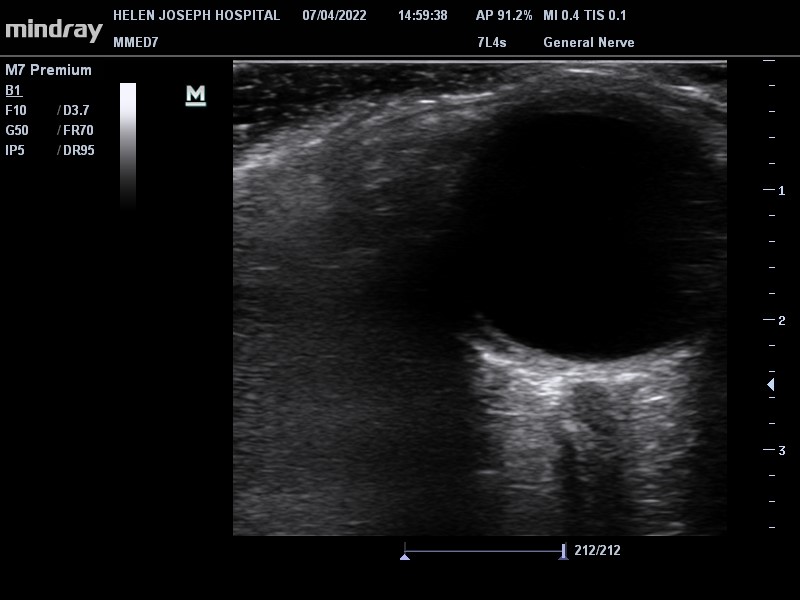 mindray
HELEN JOSEPH HOSPITAL 07/04/2022 14:59:38 AP 91.2% MI 0.4 TIS 0.1
MMED7 7L4s General Nerve
M7 Premium
B1
F10 / D3.7
G50 / FR70
IP5 / DR95
M
1
2
3
212/212